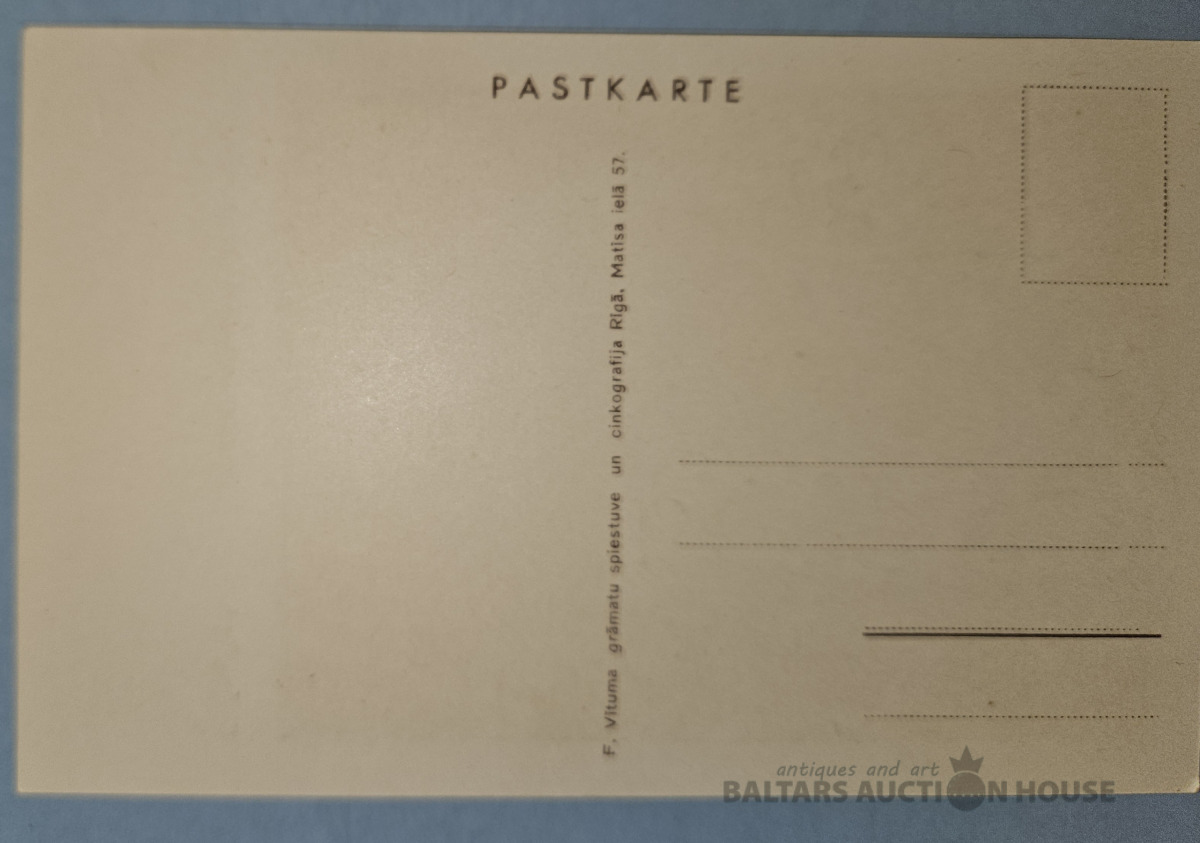 PASTKARTE
F. Vītuma grāmatu spiestuve un cinkografija Rīgā, Matīsa ielā 57.
antiques and art
BALTARS AUCTION HOUSE